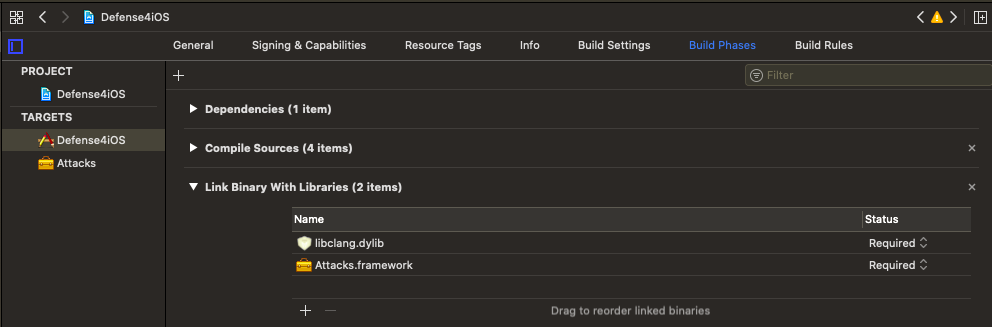 Defense4iOS
General Signing & Capabilities Resource Tags Info Build Settings Build Phases Build Rules
PROJECT
Filter
Defense4iOS
Dependencies (1 item)
TARGETS
Defense4iOS
Compile Sources (4 items)
Attacks
Link Binary With Libraries (2 items)
Name Status
libclang.dylib Required
Attacks.framework Required
Drag to reorder linked binaries